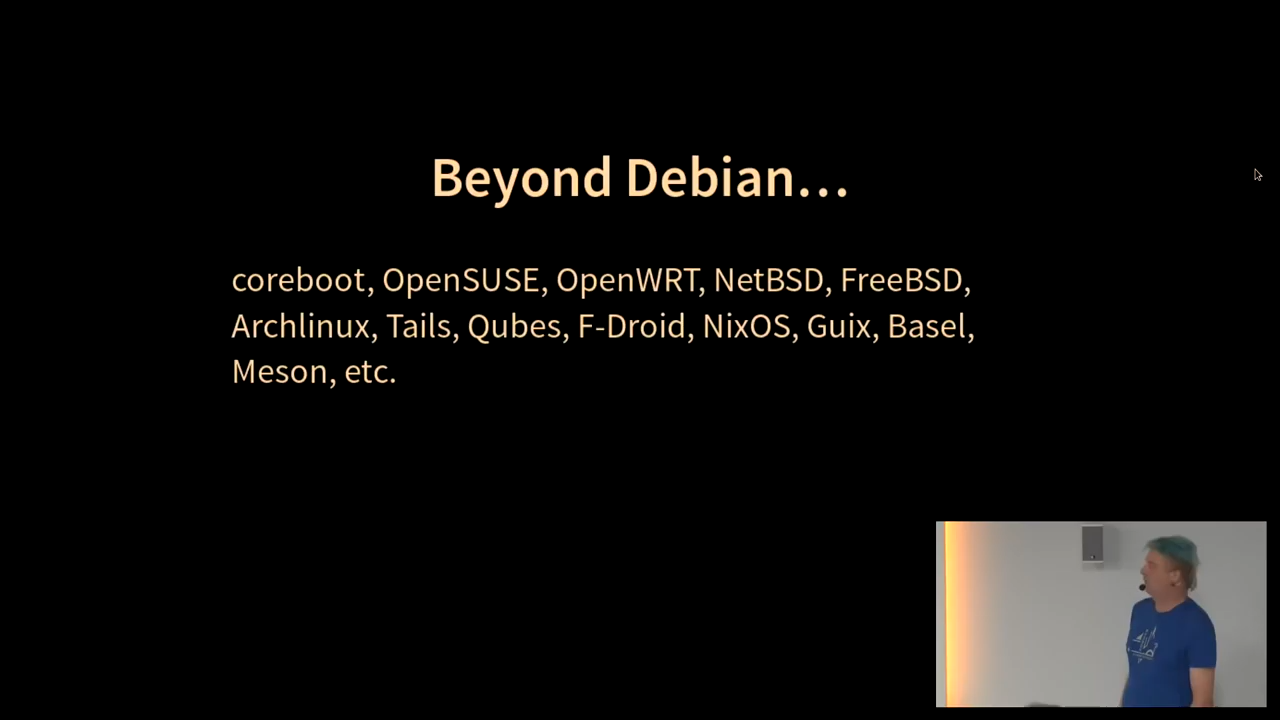 Beyond Debian…
coreboot, OpenSUSE, OpenWRT, NetBSD, FreeBSD,
Archlinux, Tails, Qubes, F-Droid, NixOS, Guix, Basel,
Meson, etc.